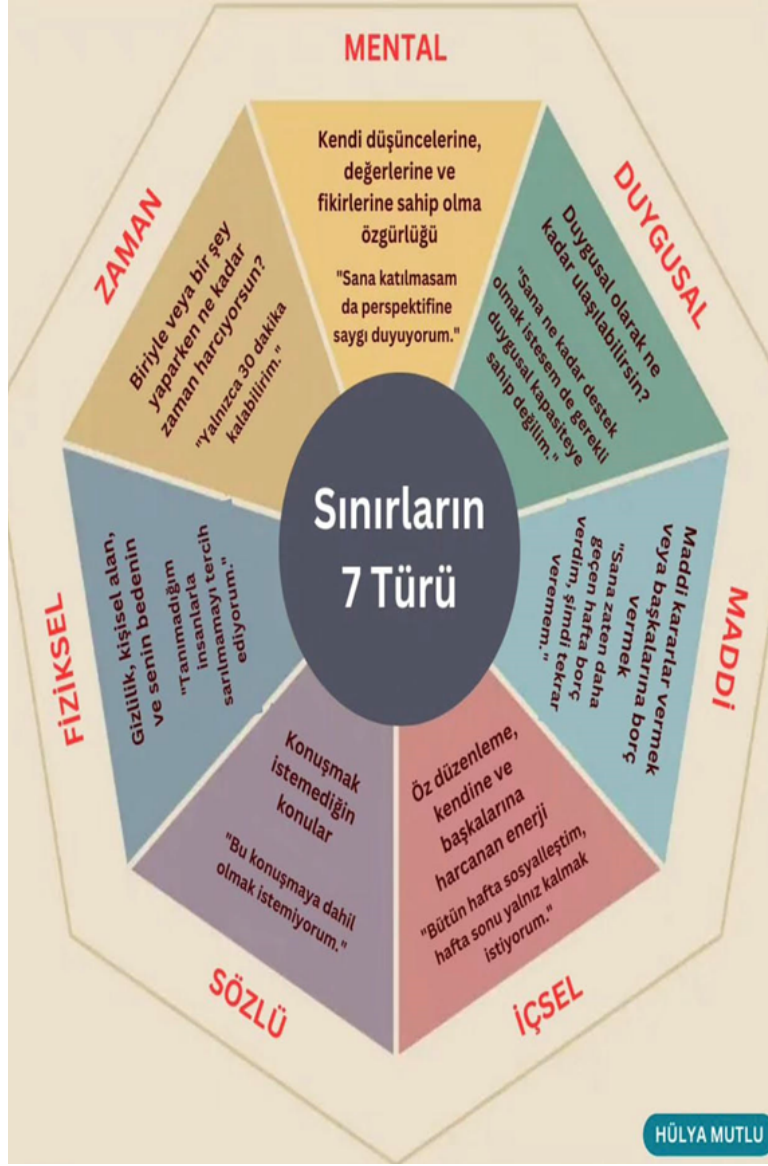 MENTAL
Kendi düşüncelerine,
değerlerine ve
fikirlerine sahip olma
özgürlüğü
"Sana katılmasam
da perspektifine
saygı duyuyorum."
DUYGUSAL
Duygusal olarak ne
kadar ulaşılabilirsin?
"Sana ne kadar destek
olmak istesem de gerekli
duygusal kapasiteye
sahip değilim."
MADDİ
Maddi kararlar vermek
veya başkalarına borç
vermek
"Sana zaten daha
geçen hafta borç
verdim, şimdi tekrar
veremem."
İÇSEL
Öz düzenleme,
kendine ve
başkalarına
harcanan enerji
"Bütün hafta sosyalleştim,
hafta sonu yalnız kalmak
istiyorum."
SÖZLÜ
Konuşmak
istemediğin
konular
"Bu konuşmaya dahil
olmak istemiyorum."
FİZİKSEL
Gizlilik, kişisel alan,
ve senin bedenin
"Tanımadığım
insanlarla
sarılmamayı tercih
ediyorum."
ZAMAN
Biriyle veya bir şey
yaparken ne kadar
zaman harcıyorsun?
"Yalnızca 30 dakika
kalabilirim."
Sınırların
7 Türü
HÜLYA MUTLU